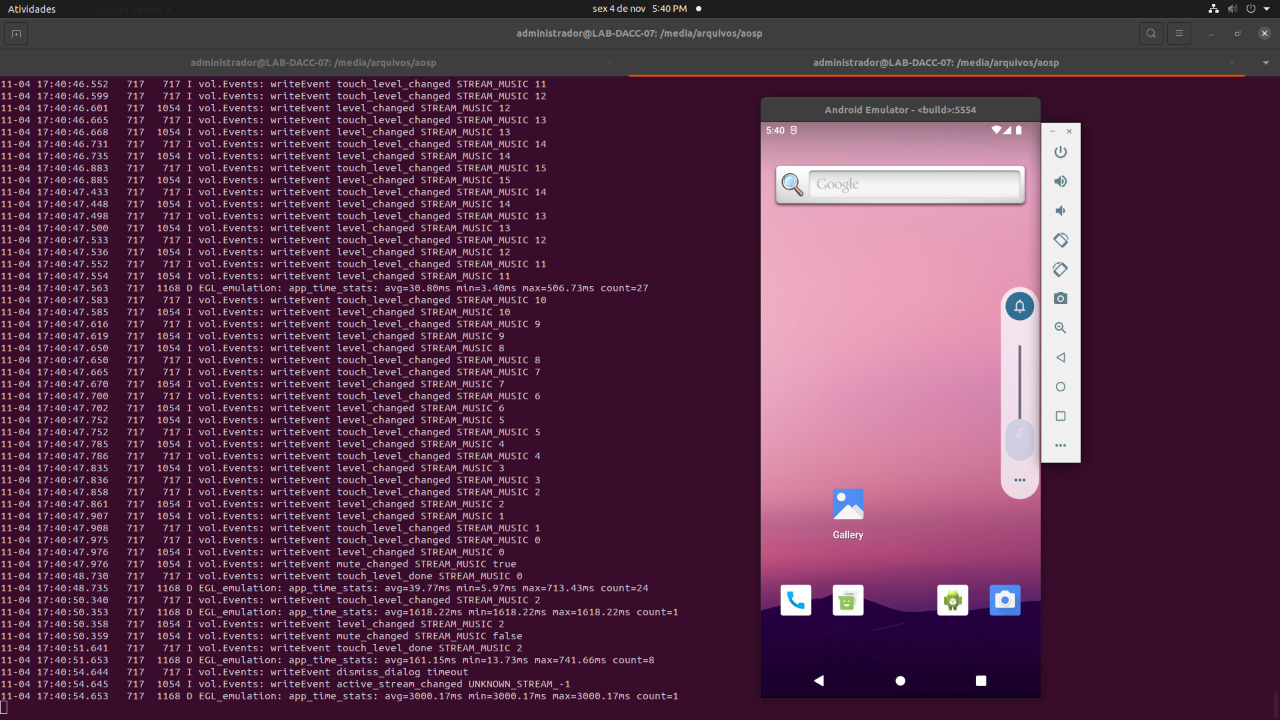 Atividades
sex 4 de nov 5:40 PM
administrador@LAB-DACC-07: /media/arquivos/aosp
administrador@LAB-DACC-07: /media/arquivos/aosp
administrador@LAB-DACC-07: /media/arquivos/aosp
11-04 17:40:46.552 717 717 I vol.Events: writeEvent touch_level_changed STREAM_MUSIC 11
11-04 17:40:46.599 717 717 I vol.Events: writeEvent touch_level_changed STREAM_MUSIC 12
11-04 17:40:46.601 717 1054 I vol.Events: writeEvent level_changed STREAM_MUSIC 12
11-04 17:40:46.665 717 717 I vol.Events: writeEvent touch_level_changed STREAM_MUSIC 13
11-04 17:40:46.668 717 1054 I vol.Events: writeEvent level_changed STREAM_MUSIC 13
11-04 17:40:46.731 717 717 I vol.Events: writeEvent touch_level_changed STREAM_MUSIC 14
11-04 17:40:46.735 717 1054 I vol.Events: writeEvent level_changed STREAM_MUSIC 14
11-04 17:40:46.883 717 717 I vol.Events: writeEvent touch_level_changed STREAM_MUSIC 15
11-04 17:40:46.885 717 1054 I vol.Events: writeEvent level_changed STREAM_MUSIC 15
11-04 17:40:47.433 717 717 I vol.Events: writeEvent touch_level_changed STREAM_MUSIC 14
11-04 17:40:47.448 717 1054 I vol.Events: writeEvent level_changed STREAM_MUSIC 14
11-04 17:40:47.498 717 717 I vol.Events: writeEvent touch_level_changed STREAM_MUSIC 13
11-04 17:40:47.500 717 1054 I vol.Events: writeEvent level_changed STREAM_MUSIC 13
11-04 17:40:47.533 717 717 I vol.Events: writeEvent touch_level_changed STREAM_MUSIC 12
11-04 17:40:47.536 717 1054 I vol.Events: writeEvent level_changed STREAM_MUSIC 12
11-04 17:40:47.552 717 717 I vol.Events: writeEvent touch_level_changed STREAM_MUSIC 11
11-04 17:40:47.554 717 1054 I vol.Events: writeEvent level_changed STREAM_MUSIC 11
11-04 17:40:47.563 717 1168 D EGL_emulation: app_time_stats: avg=30.80ms min=3.40ms max=506.73ms count=27
11-04 17:40:47.583 717 717 I vol.Events: writeEvent touch_level_changed STREAM_MUSIC 10
11-04 17:40:47.585 717 1054 I vol.Events: writeEvent level_changed STREAM_MUSIC 10
11-04 17:40:47.616 717 717 I vol.Events: writeEvent touch_level_changed STREAM_MUSIC 9
11-04 17:40:47.619 717 1054 I vol.Events: writeEvent level_changed STREAM_MUSIC 9
11-04 17:40:47.650 717 1054 I vol.Events: writeEvent level_changed STREAM_MUSIC 8
11-04 17:40:47.650 717 717 I vol.Events: writeEvent touch_level_changed STREAM_MUSIC 8
11-04 17:40:47.665 717 717 I vol.Events: writeEvent touch_level_changed STREAM_MUSIC 7
11-04 17:40:47.670 717 1054 I vol.Events: writeEvent level_changed STREAM_MUSIC 7
11-04 17:40:47.700 717 717 I vol.Events: writeEvent touch_level_changed STREAM_MUSIC 6
11-04 17:40:47.702 717 1054 I vol.Events: writeEvent level_changed STREAM_MUSIC 6
11-04 17:40:47.752 717 1054 I vol.Events: writeEvent level_changed STREAM_MUSIC 5
11-04 17:40:47.752 717 717 I vol.Events: writeEvent touch_level_changed STREAM_MUSIC 5
11-04 17:40:47.785 717 1054 I vol.Events: writeEvent level_changed STREAM_MUSIC 4
11-04 17:40:47.786 717 717 I vol.Events: writeEvent touch_level_changed STREAM_MUSIC 4
11-04 17:40:47.835 717 1054 I vol.Events: writeEvent level_changed STREAM_MUSIC 3
11-04 17:40:47.836 717 717 I vol.Events: writeEvent touch_level_changed STREAM_MUSIC 3
11-04 17:40:47.858 717 717 I vol.Events: writeEvent touch_level_changed STREAM_MUSIC 2
11-04 17:40:47.861 717 1054 I vol.Events: writeEvent level_changed STREAM_MUSIC 2
11-04 17:40:47.907 717 1054 I vol.Events: writeEvent level_changed STREAM_MUSIC 1
11-04 17:40:47.908 717 717 I vol.Events: writeEvent touch_level_changed STREAM_MUSIC 1
11-04 17:40:47.975 717 717 I vol.Events: writeEvent touch_level_changed STREAM_MUSIC 0
11-04 17:40:47.976 717 1054 I vol.Events: writeEvent level_changed STREAM_MUSIC 0
11-04 17:40:47.976 717 1054 I vol.Events: writeEvent mute_changed STREAM_MUSIC true
11-04 17:40:48.730 717 717 I vol.Events: writeEvent touch_level_done STREAM_MUSIC 0
11-04 17:40:48.735 717 1168 D EGL_emulation: app_time_stats: avg=39.77ms min=5.97ms max=713.43ms count=24
11-04 17:40:50.340 717 717 I vol.Events: writeEvent touch_level_changed STREAM_MUSIC 2
11-04 17:40:50.353 717 1168 D EGL_emulation: app_time_stats: avg=1618.22ms min=1618.22ms max=1618.22ms count=1
11-04 17:40:50.358 717 1054 I vol.Events: writeEvent level_changed STREAM_MUSIC 2
11-04 17:40:50.359 717 1054 I vol.Events: writeEvent mute_changed STREAM_MUSIC false
11-04 17:40:51.641 717 717 I vol.Events: writeEvent touch_level_done STREAM_MUSIC 2
11-04 17:40:51.653 717 1168 D EGL_emulation: app_time_stats: avg=161.15ms min=13.73ms max=741.66ms count=8
11-04 17:40:54.644 717 717 I vol.Events: writeEvent dismiss_dialog timeout
11-04 17:40:54.645 717 1054 I vol.Events: writeEvent active_stream_changed UNKNOWN_STREAM_-1
11-04 17:40:54.653 717 1168 D EGL_emulation: app_time_stats: avg=3000.17ms min=3000.17ms max=3000.17ms count=1
Android Emulator - <build>:5554
5:40
Google
Gallery